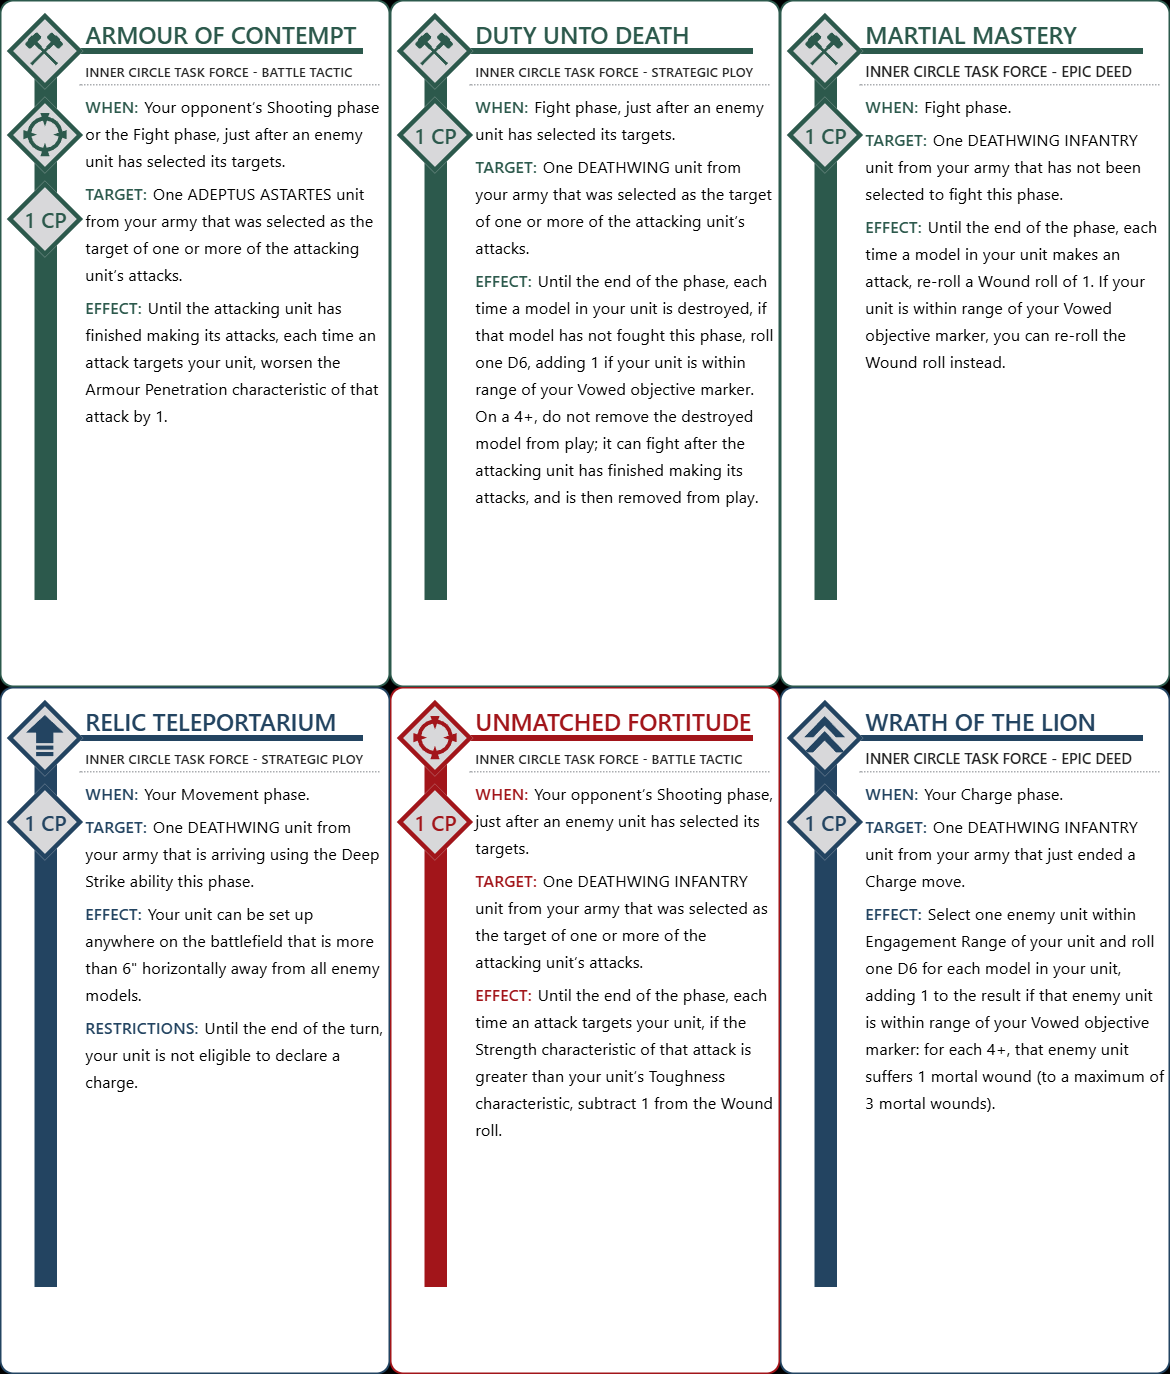 ARMOUR OF CONTEMPT
INNER CIRCLE TASK FORCE - BATTLE TACTIC
WHEN: Your opponent's Shooting phase
or the Fight phase, just after an enemy
unit has selected its targets.
1 CP
TARGET: One ADEPTUS ASTARTES unit
from your army that was selected as the
target of one or more of the attacking
unit's attacks.
EFFECT: Until the attacking unit has
finished making its attacks, each time an
attack targets your unit, worsen the
Armour Penetration characteristic of that
attack by 1.
DUTY UNTO DEATH
INNER CIRCLE TASK FORCE - STRATEGIC PLOY
1 CP
WHEN: Fight phase, just after an enemy
unit has selected its targets.
TARGET: One DEATHWING unit from
your army that was selected as the target
of one or more of the attacking unit's
attacks.
EFFECT: Until the end of the phase, each
time a model in your unit is destroyed, if
that model has not fought this phase, roll
one D6, adding 1 if your unit is within
range of your Vowed objective marker.
On a 4+, do not remove the destroyed
model from play; it can fight after the
attacking unit has finished making its
attacks, and is then removed from play.
MARTIAL MASTERY
INNER CIRCLE TASK FORCE - EPIC DEED
1 CP
WHEN: Fight phase.
TARGET: One DEATHWING INFANTRY
unit from your army that has not been
selected to fight this phase.
EFFECT: Until the end of the phase, each
time a model in your unit makes an
attack, re-roll a Wound roll of 1. If your
unit is within range of your Vowed
objective marker, you can re-roll the
Wound roll instead.
RELIC TELEPORTARIUM
INNER CIRCLE TASK FORCE - STRATEGIC PLOY
1 CP
WHEN: Your Movement phase.
TARGET: One DEATHWING unit from
your army that is arriving using the Deep
Strike ability this phase.
EFFECT: Your unit can be set up
anywhere on the battlefield that is more
than 6" horizontally away from all enemy
models.
RESTRICTIONS: Until the end of the turn,
your unit is not eligible to declare a
charge.
UNMATCHED FORTITUDE
INNER CIRCLE TASK FORCE - BATTLE TACTIC
1 CP
WHEN: Your opponent's Shooting phase,
just after an enemy unit has selected its
targets.
TARGET: One DEATHWING INFANTRY
unit from your army that was selected as
the target of one or more of the
attacking unit's attacks.
EFFECT: Until the end of the phase, each
time an attack targets your unit, if the
Strength characteristic of that attack is
greater than your unit's Toughness
characteristic, subtract 1 from the Wound
roll.
WRATH OF THE LION
INNER CIRCLE TASK FORCE - EPIC DEED
1 CP
WHEN: Your Charge phase.
TARGET: One DEATHWING INFANTRY
unit from your army that just ended a
Charge move.
EFFECT: Select one enemy unit within
Engagement Range of your unit and roll
one D6 for each model in your unit,
adding 1 to the result if that enemy unit
is within range of your Vowed objective
marker: for each 4+, that enemy unit
suffers 1 mortal wound (to a maximum of
3 mortal wounds).